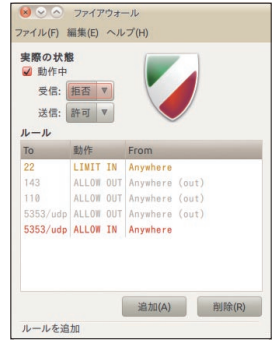 ファイアウォール
ファイル(F) 編集(E) ヘルプ(H)
実際の状態
動作中
受信: 拒否
送信: 許可
ルール
To 動作 From
22 LIMIT IN Anywhere
143 ALLOW OUT Anywhere (out)
110 ALLOW OUT Anywhere (out)
5353/udp ALLOW OUT Anywhere (out)
5353/udp ALLOW IN Anywhere
追加(A) 削除(R)
ルールを追加